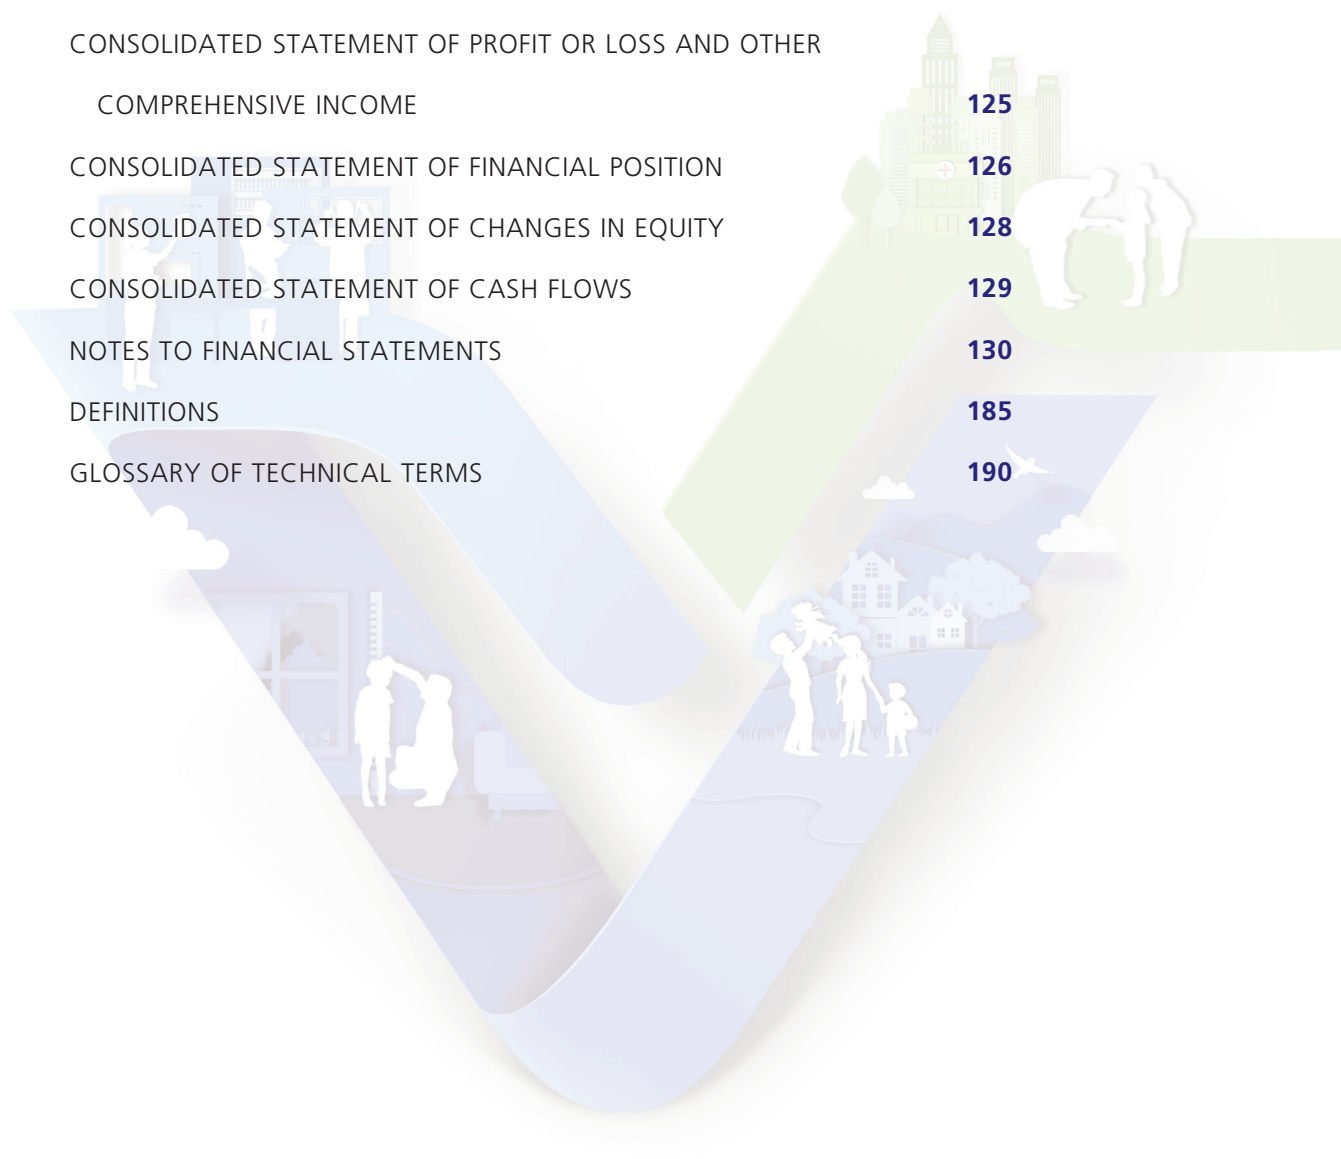 CONSOLIDATED STATEMENT OF PROFIT OR LOSS AND OTHER
COMPREHENSIVE INCOME 125
CONSOLIDATED STATEMENT OF FINANCIAL POSITION 126
CONSOLIDATED STATEMENT OF CHANGES IN EQUITY 128
CONSOLIDATED STATEMENT OF CASH FLOWS 129
NOTES TO FINANCIAL STATEMENTS 130
DEFINITIONS 185
GLOSSARY OF TECHNICAL TERMS 190